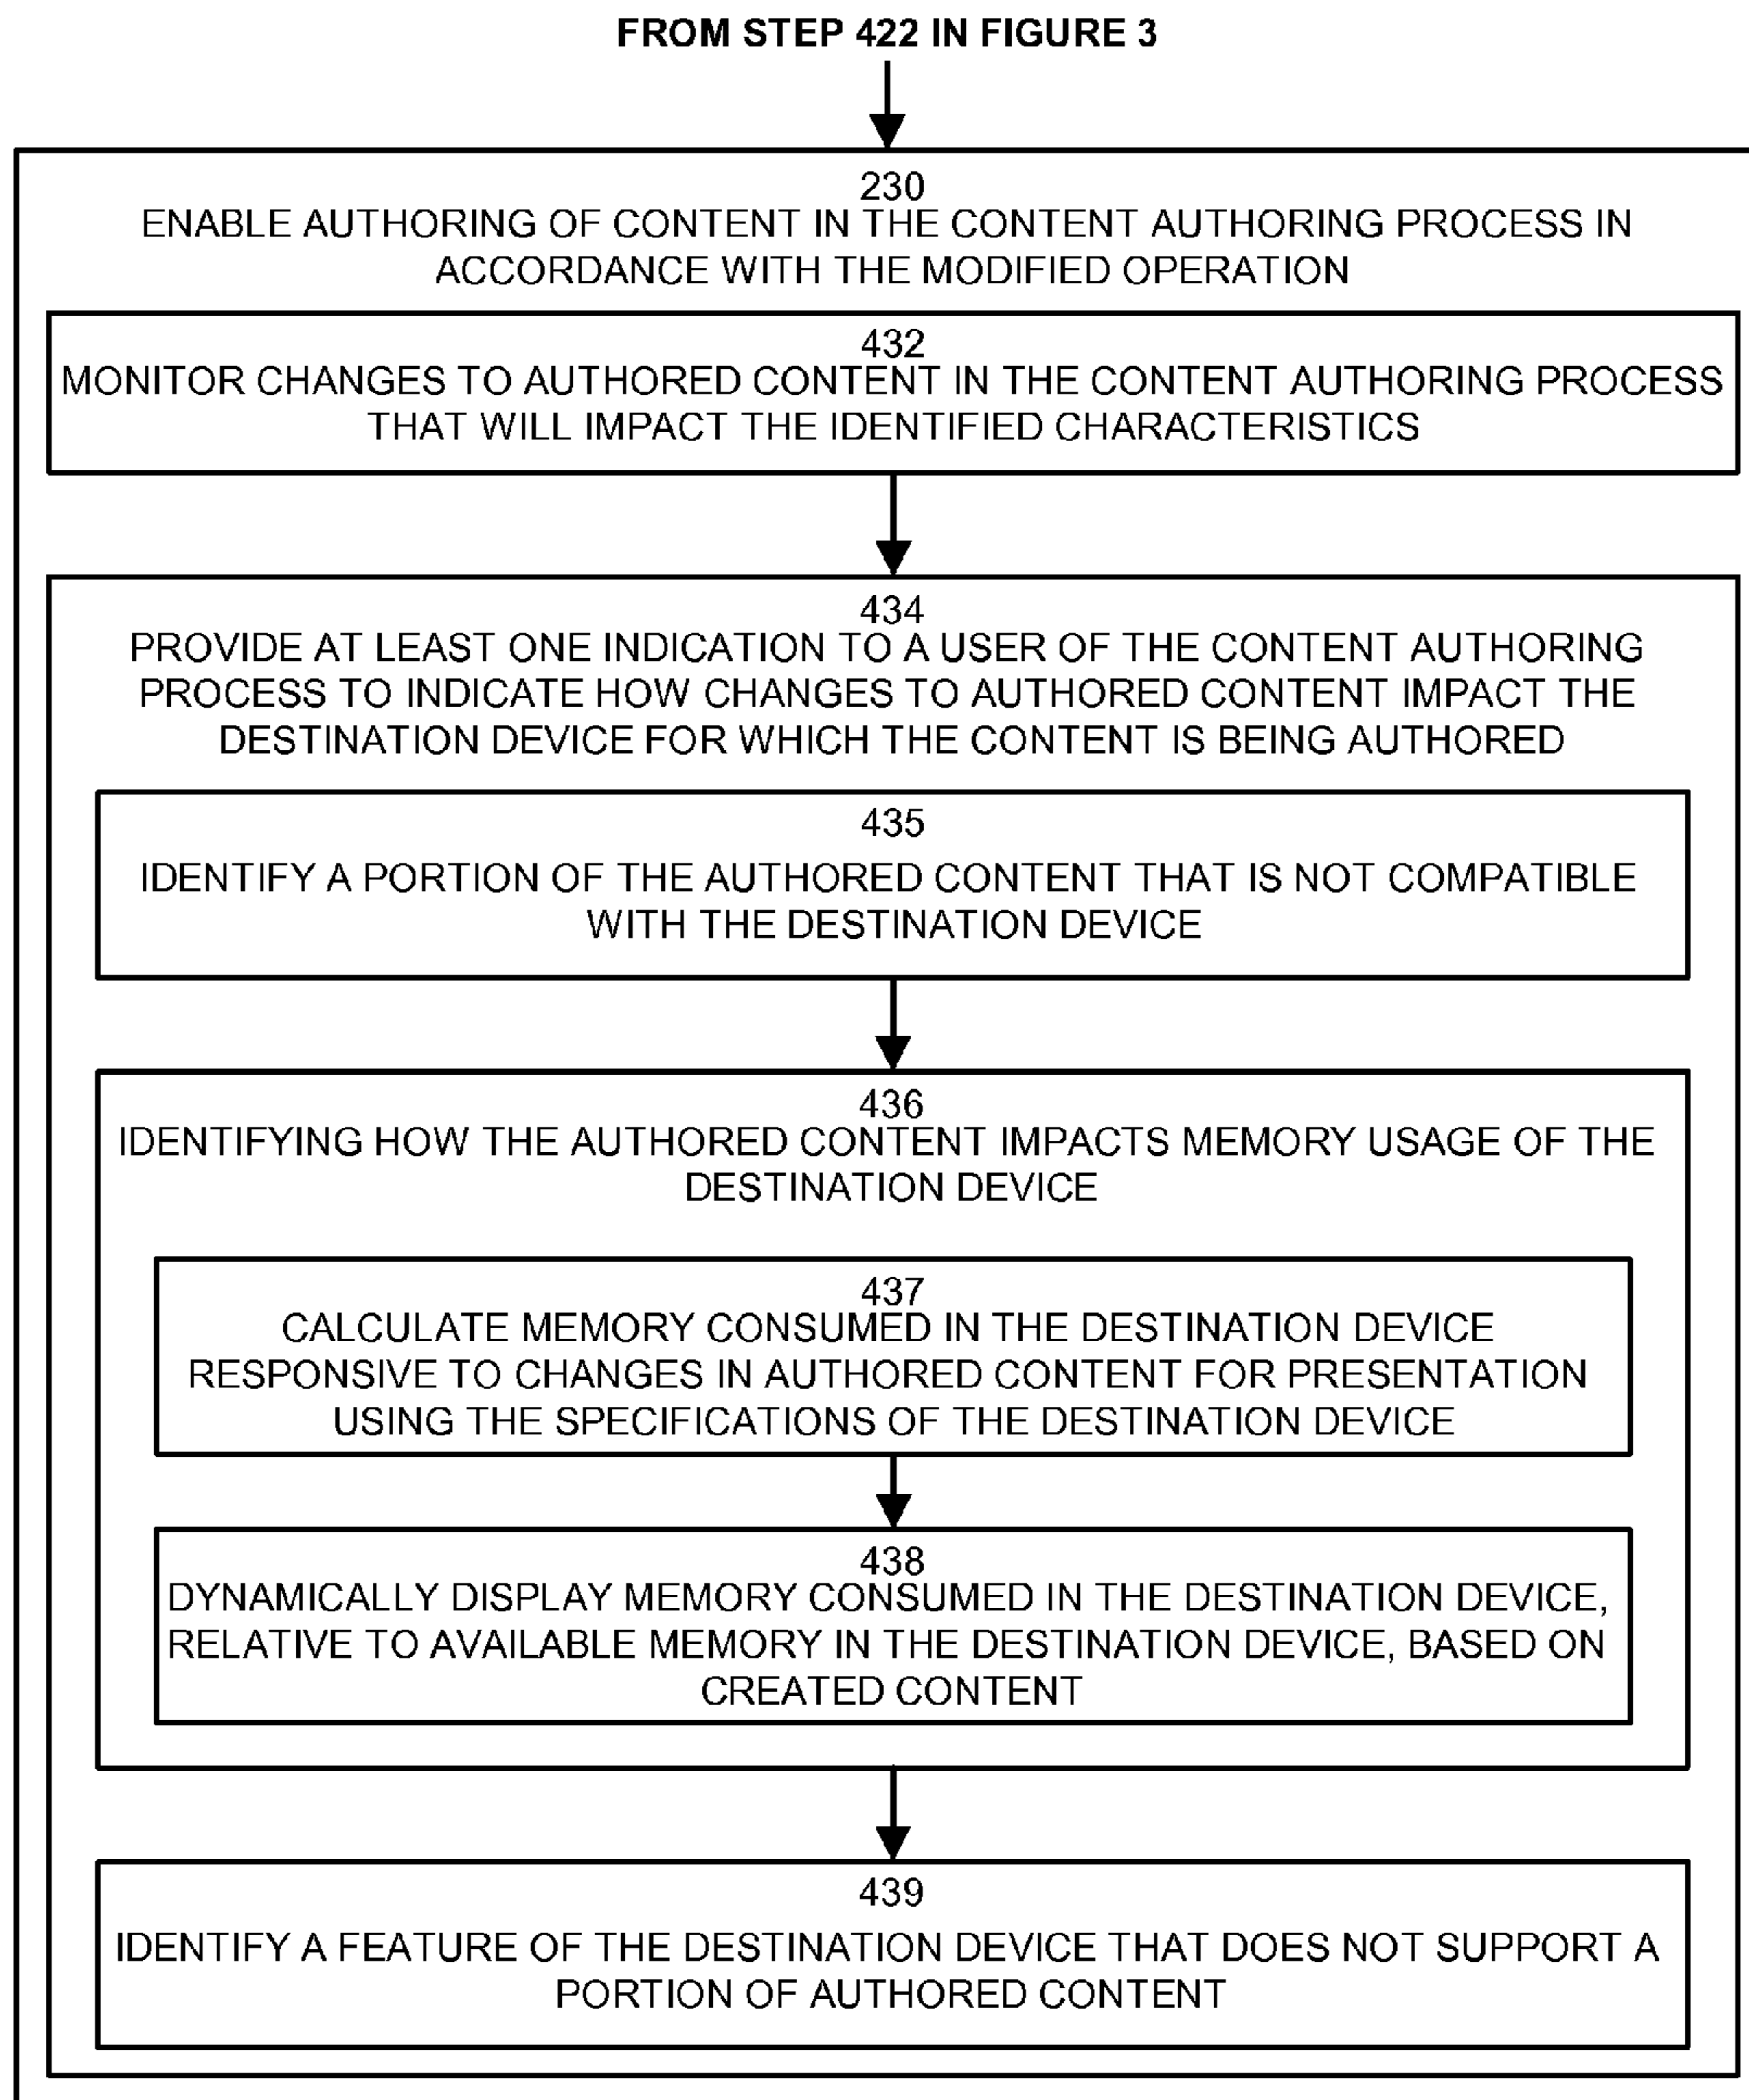 FROM STEP 422 IN FIGURE 3
230
ENABLE AUTHORING OF CONTENT IN THE CONTENT AUTHORING PROCESS IN
ACCORDANCE WITH THE MODIFIED OPERATION
432
MONITOR CHANGES TO AUTHORED CONTENT IN THE CONTENT AUTHORING PROCESS
THAT WILL IMPACT THE IDENTIFIED CHARACTERISTICS
434
PROVIDE AT LEAST ONE INDICATION TO A USER OF THE CONTENT AUTHORING
PROCESS TO INDICATE HOW CHANGES TO AUTHORED CONTENT IMPACT THE
DESTINATION DEVICE FOR WHICH THE CONTENT IS BEING AUTHORED
435
IDENTIFY A PORTION OF THE AUTHORED CONTENT THAT IS NOT COMPATIBLE
WITH THE DESTINATION DEVICE
436
IDENTIFYING HOW THE AUTHORED CONTENT IMPACTS MEMORY USAGE OF THE
DESTINATION DEVICE
437
CALCULATE MEMORY CONSUMED IN THE DESTINATION DEVICE
RESPONSIVE TO CHANGES IN AUTHORED CONTENT FOR PRESENTATION
USING THE SPECIFICATIONS OF THE DESTINATION DEVICE
438
DYNAMICALLY DISPLAY MEMORY CONSUMED IN THE DESTINATION DEVICE,
RELATIVE TO AVAILABLE MEMORY IN THE DESTINATION DEVICE, BASED ON
CREATED CONTENT
439
IDENTIFY A FEATURE OF THE DESTINATION DEVICE THAT DOES NOT SUPPORT A
PORTION OF AUTHORED CONTENT